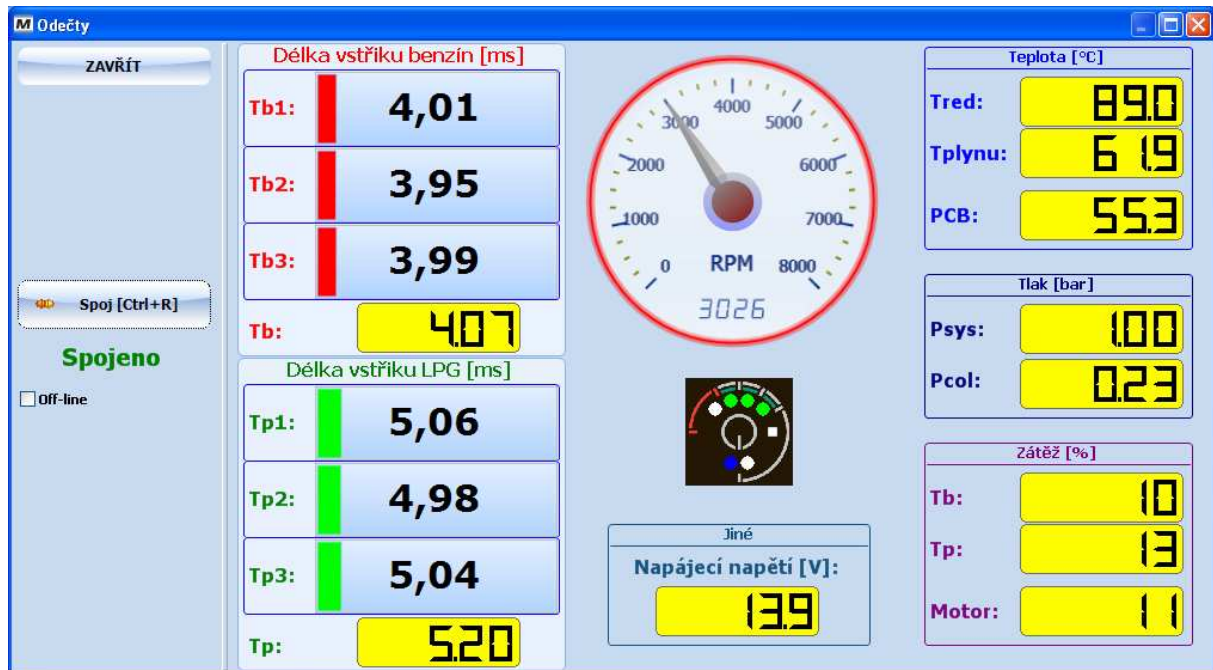 M Odečty
ZAVŘÍT
Spoj [Ctrl+R]
Spojeno
Off-line
Délka vstřiku benzín [ms]
Tb1: 4,01
Tb2: 3,95
Tb3: 3,99
Tb: 4.07
Délka vstřiku LPG [ms]
Tp1: 5,06
Tp2: 4,98
Tp3: 5,04
Tp: 5.20
0
1000
2000
3000
4000
5000
6000
7000
8000
RPM
3026
Jiné
Napájecí napětí [V]:
13.9
Teplota [°C]
Tred: 89.0
Tplynu: 61.9
PCB: 55.3
Tlak [bar]
Psys: 1.00
Pcol: 0.23
Zátěž [%]
Tb: 10
Tp: 13
Motor: 11